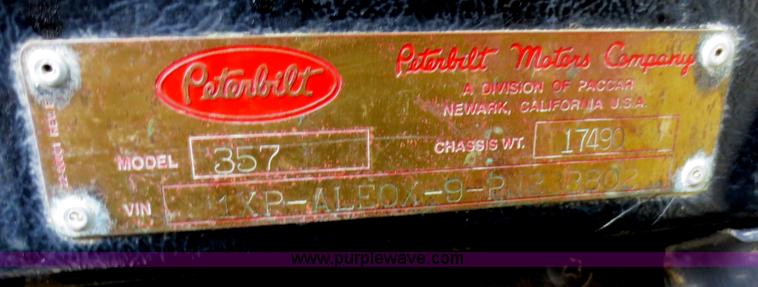 Peterbilt
Peterbilt Motors Company
A DIVISION OF PACCAR
NEWARK, CALIFORNIA U.S.A.
MODEL 357
CHASSIS WT. 17490
VIN
www.purplewave.com